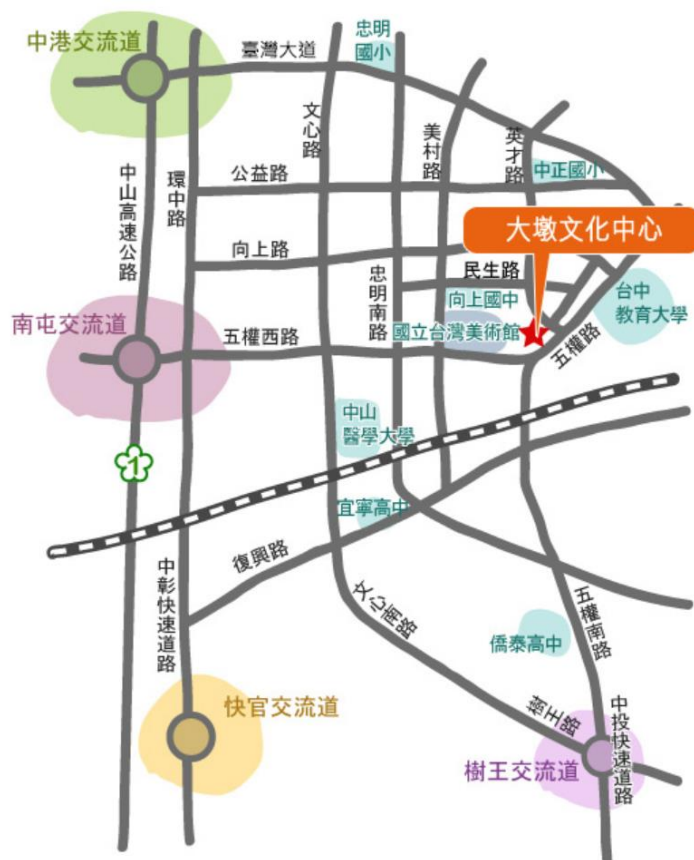 中港交流道
臺灣大道
忠明
國小
文心路
美村路
英才路
中正國小
中山高速公路
環中路
公益路
大墩文化中心
向上路
忠明南路
民生路
向上國中
台中
教育大學
南屯交流道
五權西路
國立台灣美術館
五權路
中山
醫學大學
1
宜寧高中
復興路
中彰快速道路
文心南路
五權南路
僑泰高中
快官交流道
樹王路
中投快速道路
樹王交流道